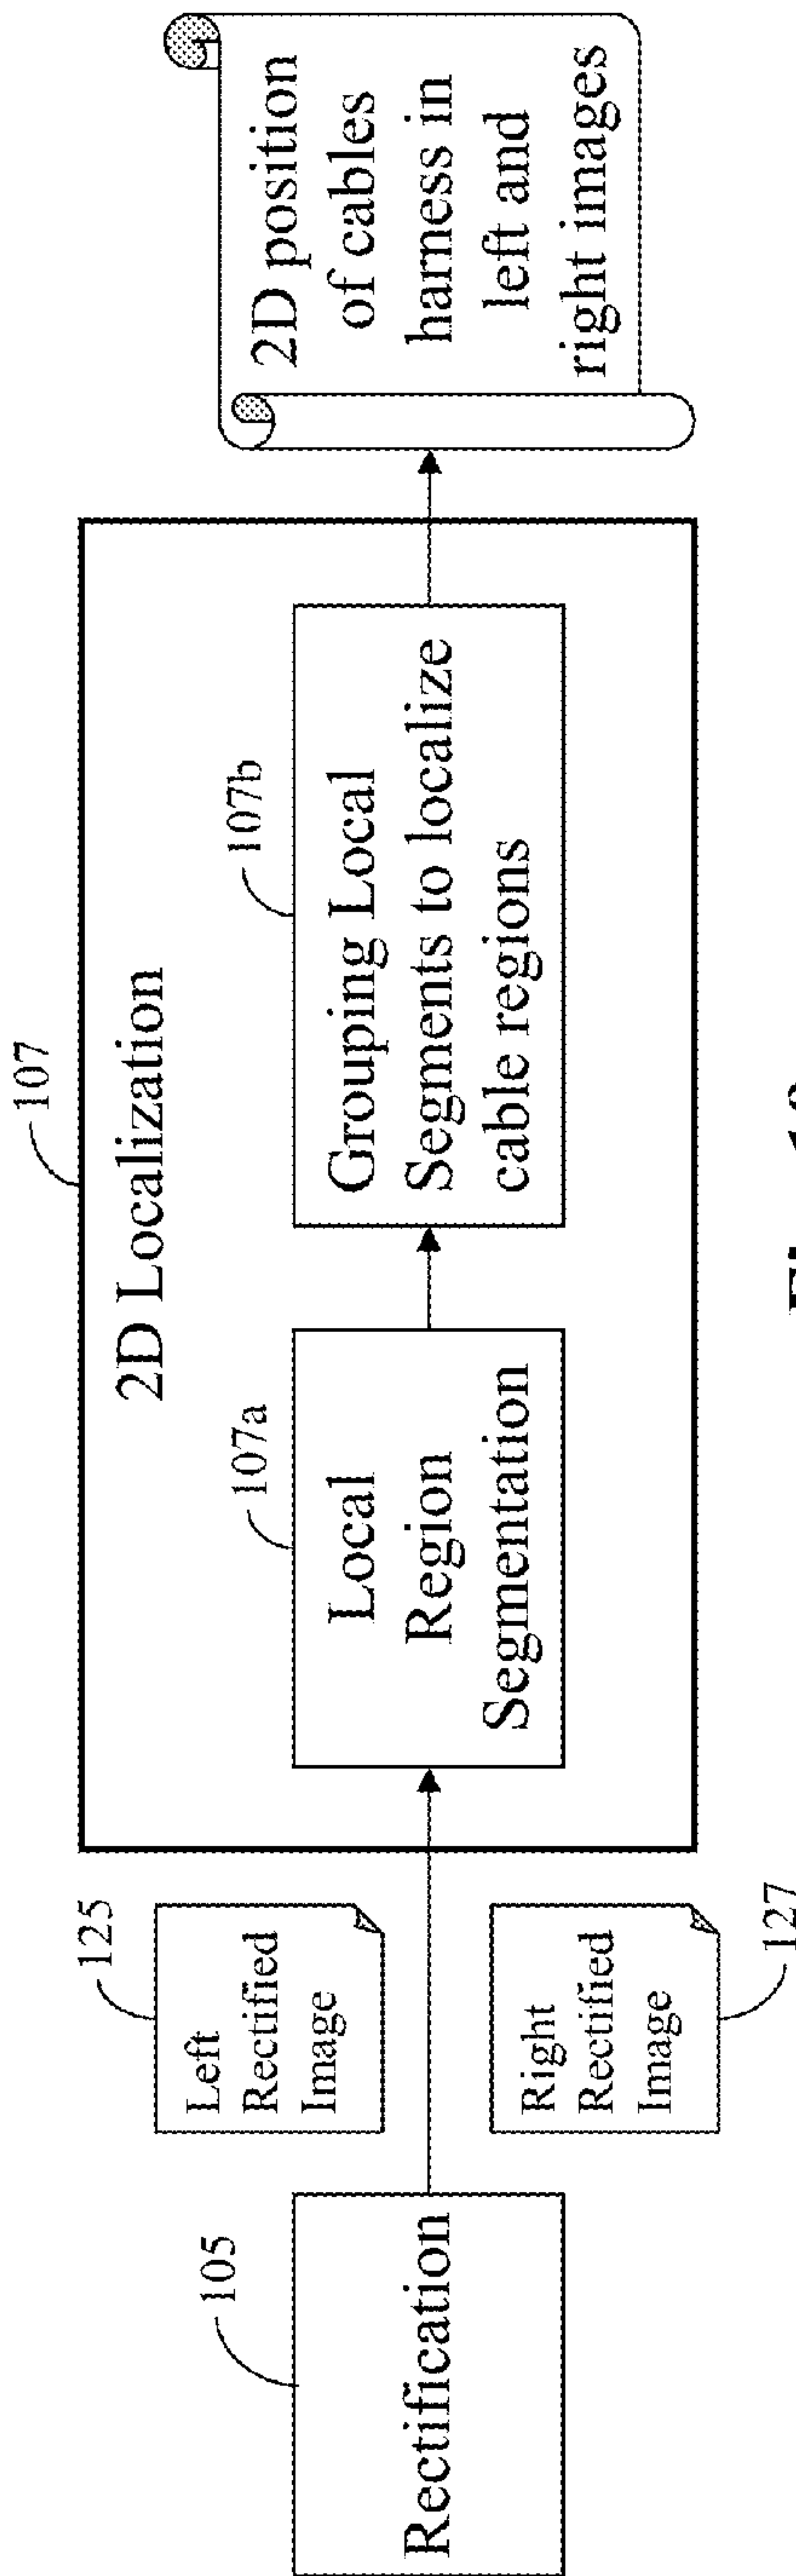 105
Rectification
125
Left
Rectified
Image
Right
Rectified
Image
127
107
2D Localization
107a
Local
Region
Segmentation
107b
Grouping Local
Segments to localize
cable regions
2D position
of cables
harness in
left and
right images